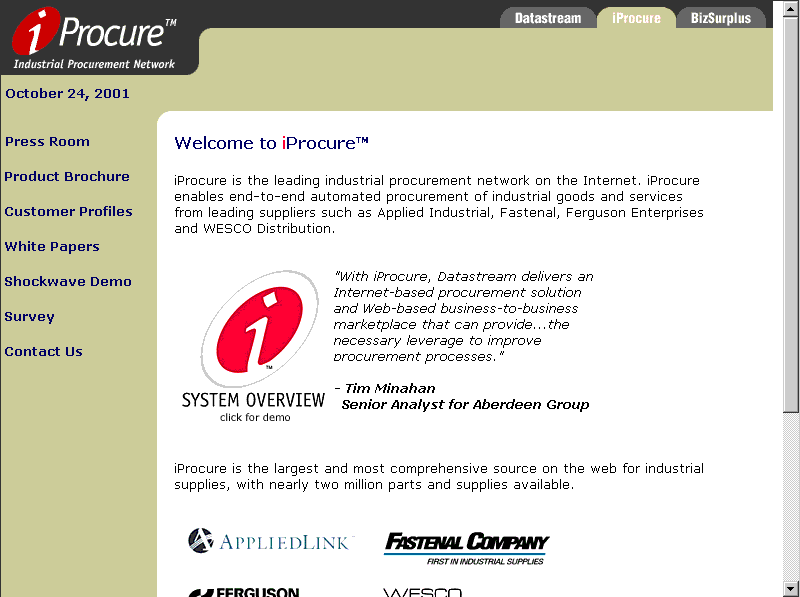 iProcure™
Industrial Procurement Network
Datastream
iProcure
BizSurplus
October 24, 2001
Press Room
Product Brochure
Customer Profiles
White Papers
Shockwave Demo
Survey
Contact Us
Welcome to iProcure™
iProcure is the leading industrial procurement network on the Internet. iProcure
enables end-to-end automated procurement of industrial goods and services
from leading suppliers such as Applied Industrial, Fastenal, Ferguson Enterprises
and WESCO Distribution.
"With iProcure, Datastream delivers an
Internet-based procurement solution
and Web-based business-to-business
marketplace that can provide...the
necessary leverage to improve
procurement processes."
- Tim Minahan
Senior Analyst for Aberdeen Group
i™
SYSTEM OVERVIEW
click for demo
iProcure is the largest and most comprehensive source on the web for industrial
supplies, with nearly two million parts and supplies available.
APPLIEDLINK
FASTENAL COMPANY
FIRST IN INDUSTRIAL SUPPLIES
FERGUSON
WESCO